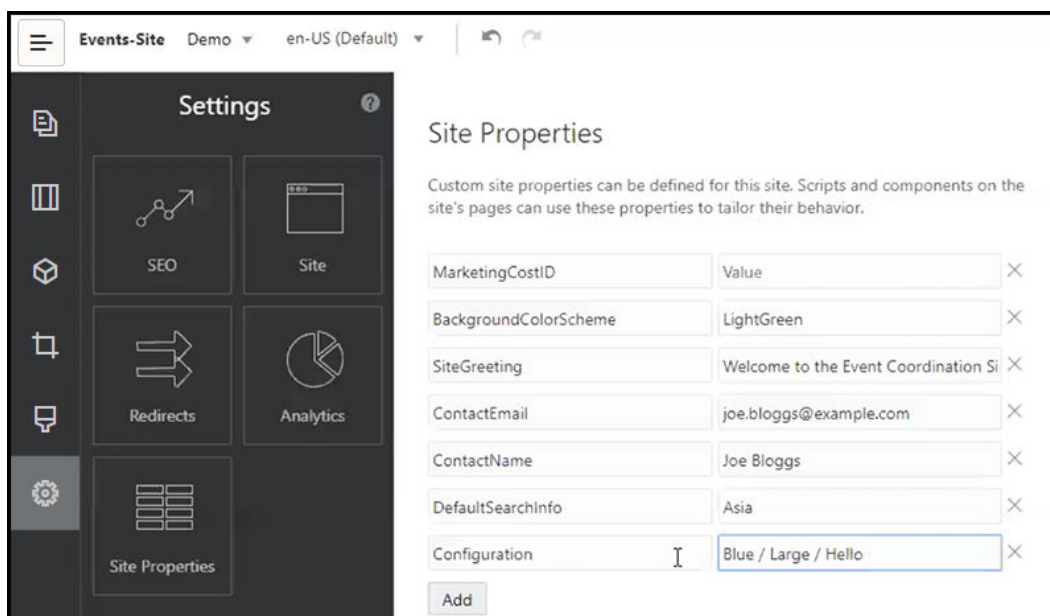 Events-Site Demo en-US (Default)
Settings
?
SEO
Site
Redirects
Analytics
Site Properties
Site Properties
Custom site properties can be defined for this site. Scripts and components on the
site's pages can use these properties to tailor their behavior.
MarketingCostID Value
BackgroundColorScheme LightGreen
SiteGreeting Welcome to the Event Coordination Si
ContactEmail joe.bloggs@example.com
ContactName Joe Bloggs
DefaultSearchInfo Asia
Configuration Blue / Large / Hello
Add